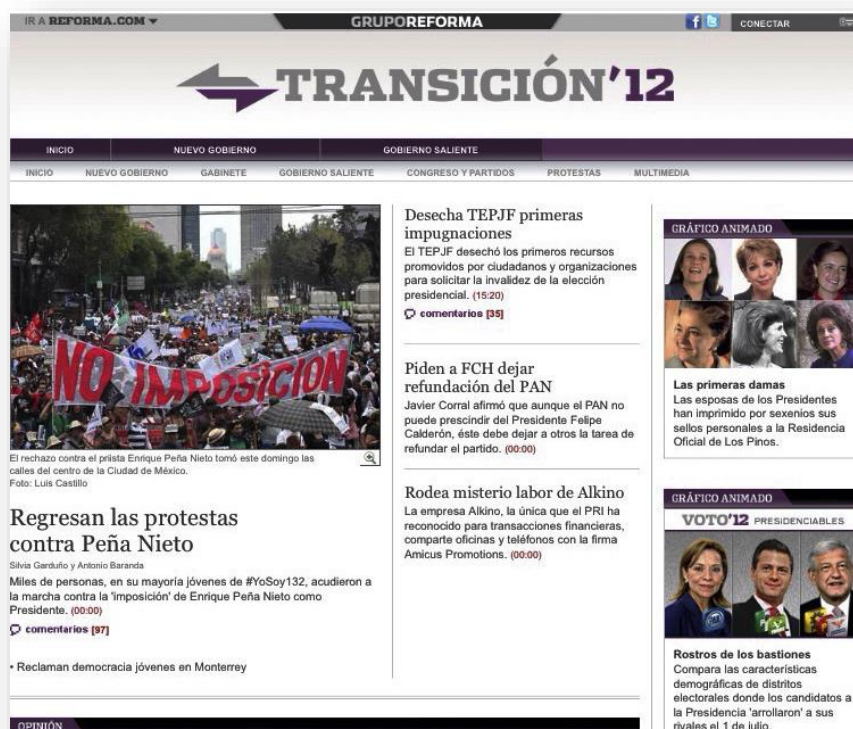 IR A REFORMA.COM
GRUPOREFORMA
CONECTAR
TRANSICIÓN'12
INICIO
NUEVO GOBIERNO
GOBIERNO SALIENTE
INICIO
NUEVO GOBIERNO
GABINETE
GOBIERNO SALIENTE
CONGRESO Y PARTIDOS
PROTESTAS
MULTIMEDIA
NO IMPOSICION
El rechazo contra el priista Enrique Peña Nieto tomó este domingo las
calles del centro de la Ciudad de México.
Foto: Luis Castillo
Regresan las protestas
contra Peña Nieto
Silvia Garduño y Antonio Baranda
Miles de personas, en su mayoría jóvenes de #YoSoy132, acudieron a
la marcha contra la 'imposición' de Enrique Peña Nieto como
Presidente. (00:00)
comentarios [97]
• Reclaman democracia jóvenes en Monterrey
Desecha TEPJF primeras
impugnaciones
El TEPJF desechó los primeros recursos
promovidos por ciudadanos y organizaciones
para solicitar la invalidez de la elección
presidencial. (15:20)
comentarios [35]
Piden a FCH dejar
refundación del PAN
Javier Corral afirmó que aunque el PAN no
puede prescindir del Presidente Felipe
Calderón, éste debe dejar a otros la tarea de
refundar el partido. (00:00)
Rodea misterio labor de Alkino
La empresa Alkino, la única que el PRI ha
reconocido para transacciones financieras,
comparte oficinas y teléfonos con la firma
Amicus Promotions. (00:00)
GRÁFICO ANIMADO
Las primeras damas
Las esposas de los Presidentes
han imprimido por sexenios sus
sellos personales a la Residencia
Oficial de Los Pinos.
GRÁFICO ANIMADO
VOTO'12 PRESIDENCIABLES
Rostros de los bastiones
Compara las características
demográficas de distritos
electorales donde los candidatos a
la Presidencia 'arrollaron' a sus
rivales el 1 de julio.
OPINIÓN